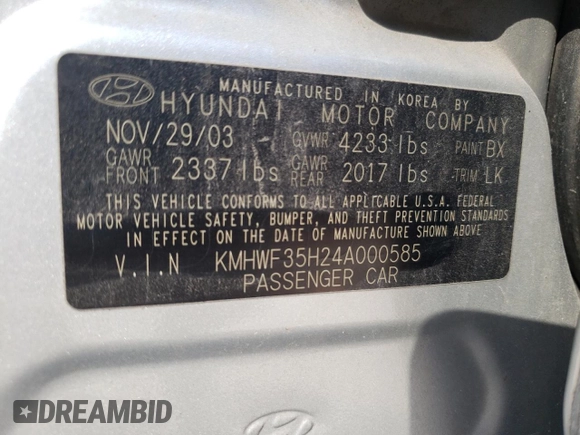 MANUFACTURED IN KOREA BY
HYUNDAI MOTOR COMPANY
NOV/29/03 GVWR 4233 lbs PAINT BX
GAWR FRONT 2337 lbs GAWR REAR 2017 lbs TRIM LK
THIS VEHICLE CONFORMS TO ALL APPLICABLE U.S.A. FEDERAL
MOTOR VEHICLE SAFETY, BUMPER, AND THEFT PREVENTION STANDARDS
IN EFFECT ON THE DATE OF MANUFACTURE SHOWN ABOVE
V.I.N KMHWF35H24A000585
PASSENGER CAR
DREAMBID